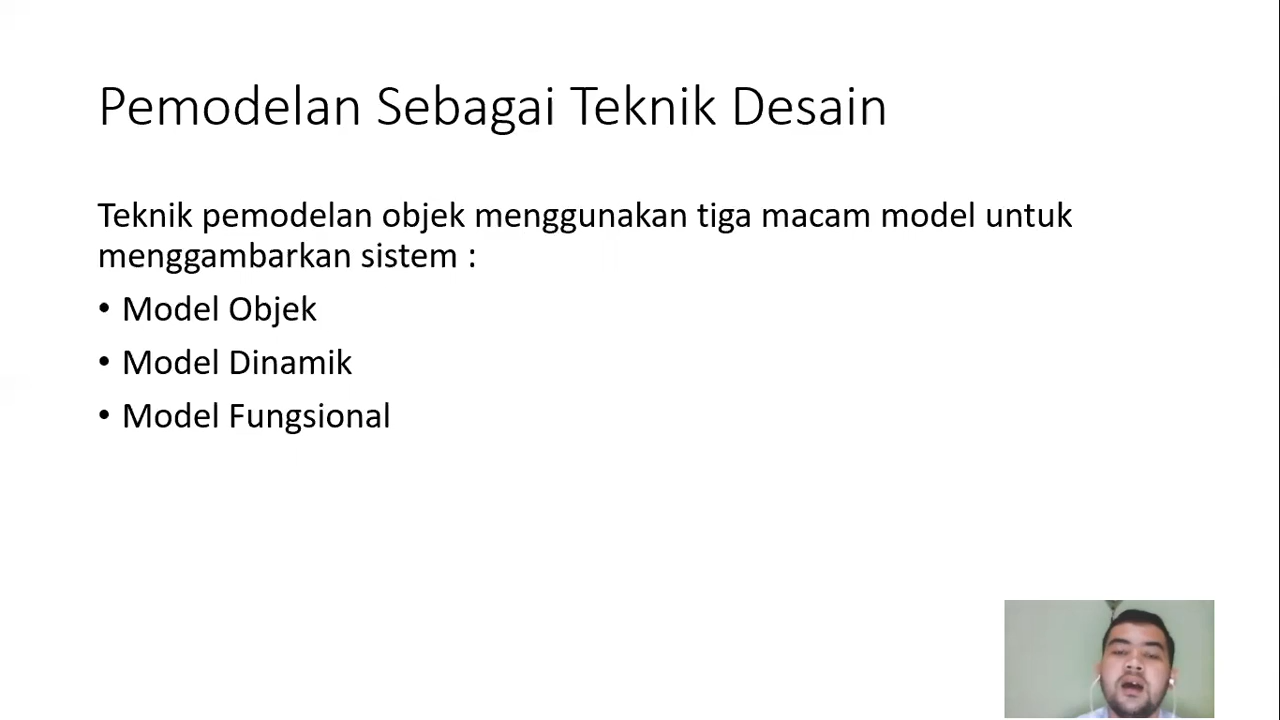 Pemodelan Sebagai Teknik Desain
Teknik pemodelan objek menggunakan tiga macam model untuk
menggambarkan sistem :
• Model Objek
• Model Dinamik
• Model Fungsional